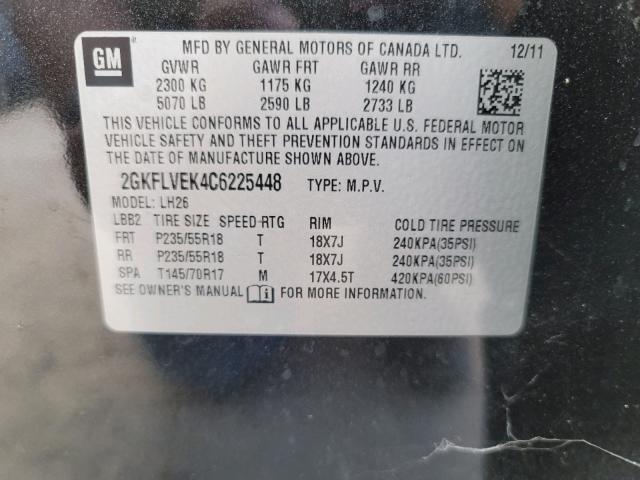 GM
MFD BY GENERAL MOTORS OF CANADA LTD. 12/11
GVWR GAWR FRT GAWR RR
2300 KG 1175 KG 1240 KG
5070 LB 2590 LB 2733 LB
THIS VEHICLE CONFORMS TO ALL APPLICABLE U.S. FEDERAL MOTOR
VEHICLE SAFETY AND THEFT PREVENTION STANDARDS IN EFFECT ON
THE DATE OF MANUFACTURE SHOWN ABOVE.
2GKFLVEK4C6225448 TYPE: M.P.V.
MODEL: LH26
LBB2 TIRE SIZE SPEED RTG RIM COLD TIRE PRESSURE
FRT P235/55R18 T 18X7J 240KPA(35PSI)
RR P235/55R18 T 18X7J 240KPA(35PSI)
SPA T145/70R17 M 17X4.5T 420KPA(60PSI)
SEE OWNER'S MANUAL FOR MORE INFORMATION.